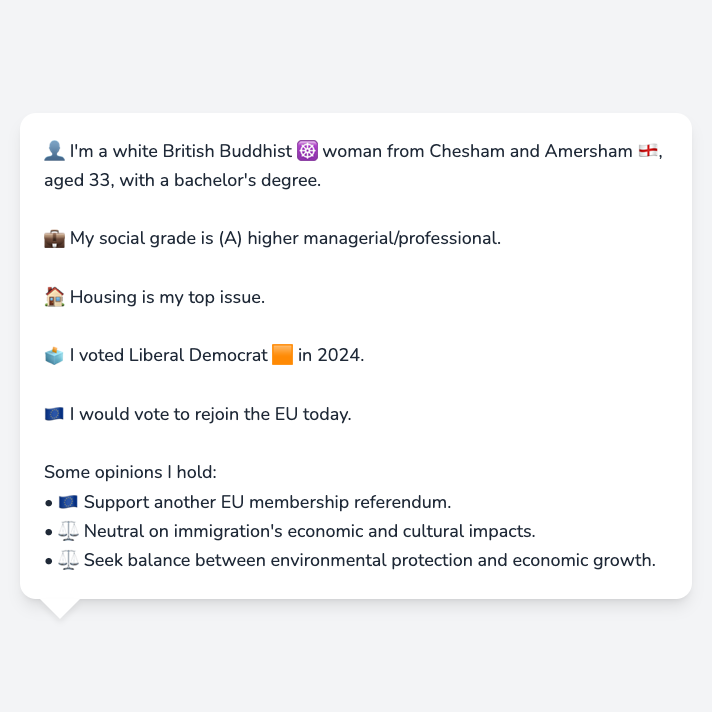 👤 I'm a white British Buddhist ☸️ woman from Chesham and Amersham 🏴󠁧󠁢󠁥󠁮󠁧󠁿,
aged 33, with a bachelor's degree.
💼 My social grade is (A) higher managerial/professional.
🏠 Housing is my top issue.
🗳️ I voted Liberal Democrat 🟧 in 2024.
🇪🇺 I would vote to rejoin the EU today.
Some opinions I hold:
• 🇪🇺 Support another EU membership referendum.
• ⚖️ Neutral on immigration's economic and cultural impacts.
• ⚖️ Seek balance between environmental protection and economic growth.